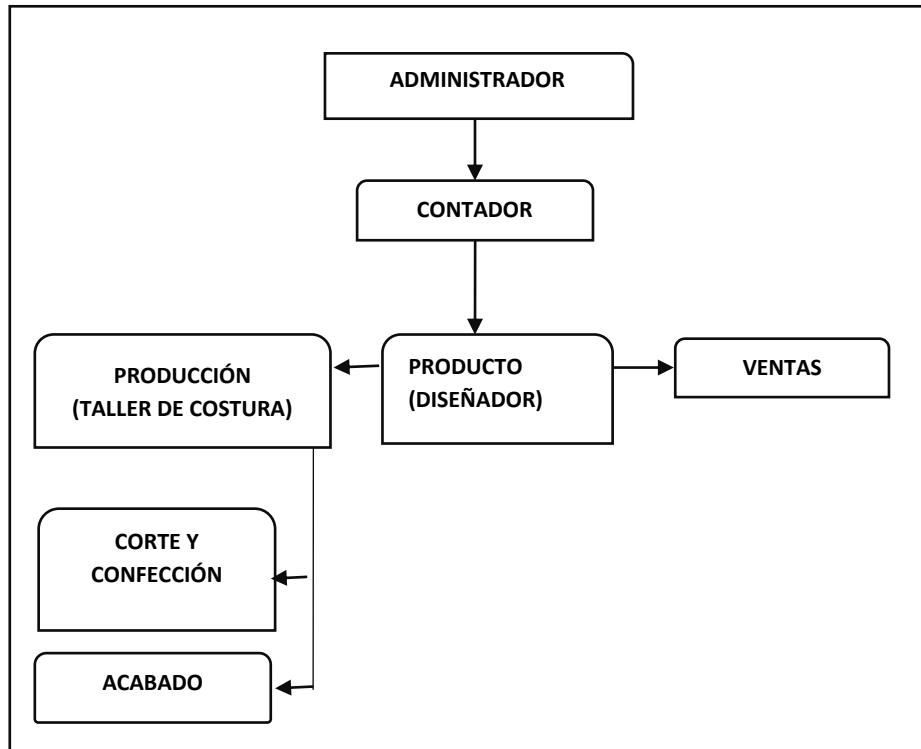 ADMINISTRADOR
CONTADOR
PRODUCCIÓN
(TALLER DE COSTURA)
PRODUCTO
(DISEÑADOR)
VENTAS
CORTE Y
CONFECCIÓN
ACABADO